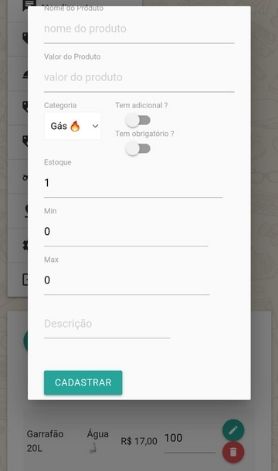 Nome do Produto
nome do produto
Valor do Produto
valor do produto
Categoria
Tem adicional ?
Gás 🔥
Tem obrigatório ?
Estoque
1
Min
0
Max
0
Descrição
CADASTRAR
Garrafão
20L
Água
R$ 17,00
100